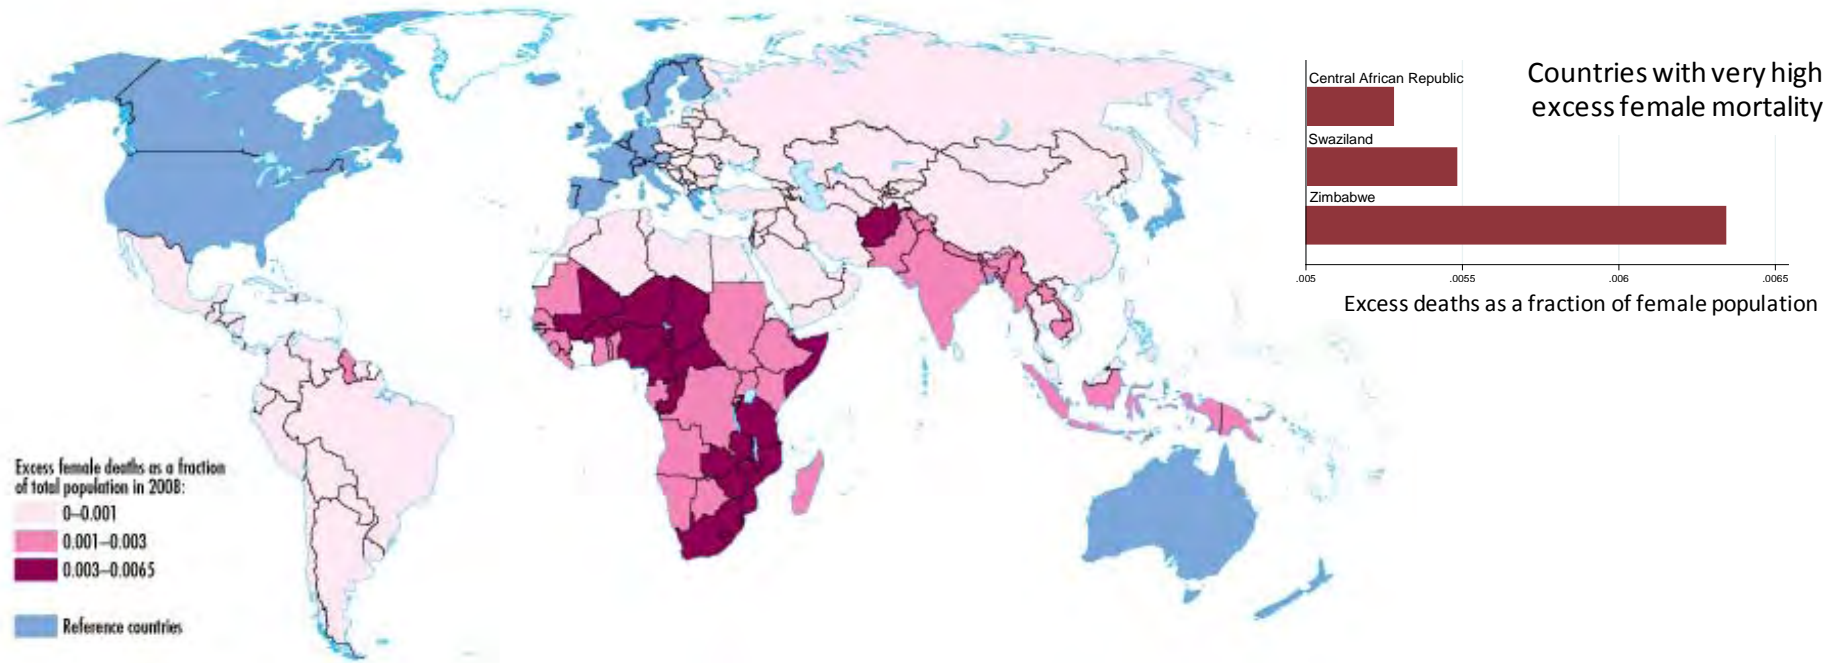 Countries with very high
excess female mortality
Central African Republic
Swaziland
Zimbabwe
.005 .0055 .006 .0065
Excess deaths as a fraction of female population
Excess female deaths as a fraction
of total population in 2008:
0–0.001
0.001–0.003
0.003–0.0065
Reference countries